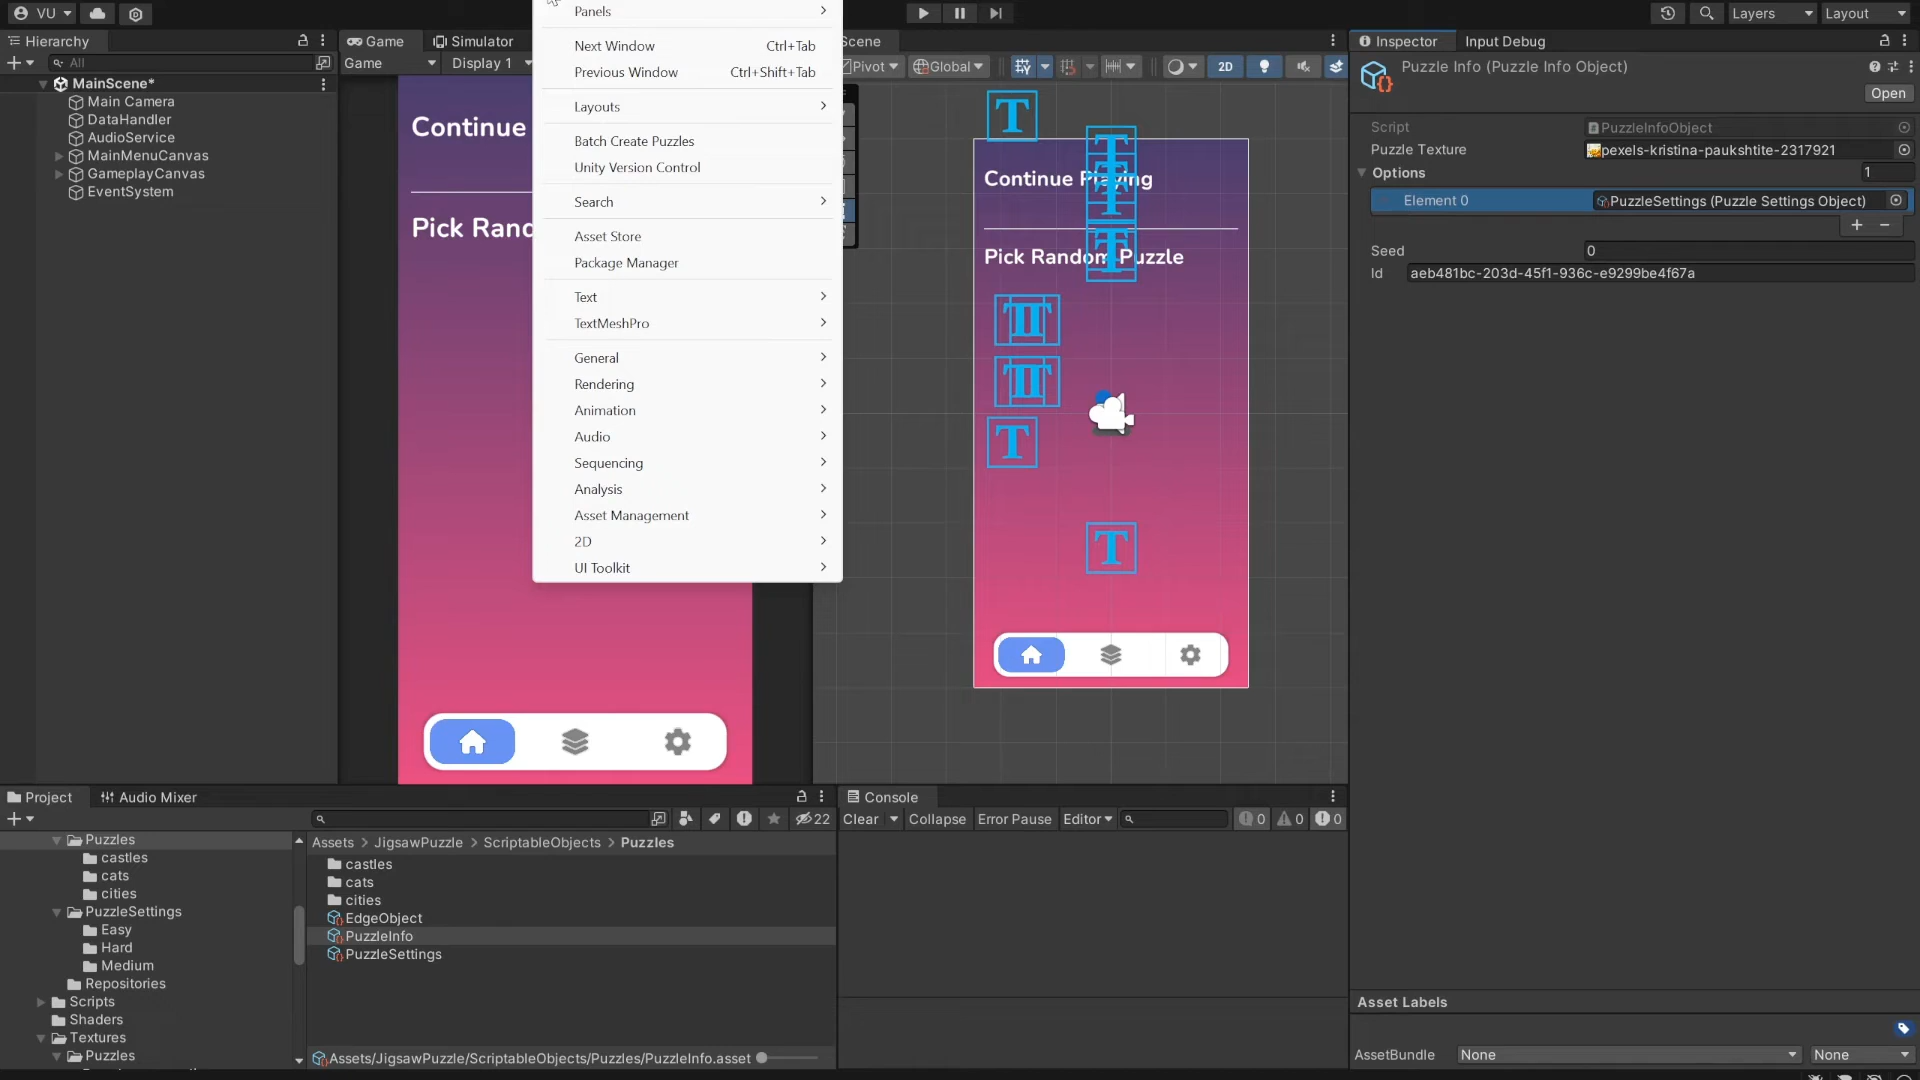 VU
Layers
Layout
Hierarchy
All
MainScene*
Main Camera
DataHandler
AudioService
MainMenuCanvas
GameplayCanvas
EventSystem
Game
Simulator
Game
Display 1
Continue
Pick Rand
Panels
Next Window Ctrl+Tab
Previous Window Ctrl+Shift+Tab
Layouts
Batch Create Puzzles
Unity Version Control
Search
Asset Store
Package Manager
Text
TextMeshPro
General
Rendering
Animation
Audio
Sequencing
Analysis
Asset Management
2D
UI Toolkit
Scene
Pivot
Global
2D
Continue Playing
Pick Random Puzzle
Inspector
Input Debug
Puzzle Info (Puzzle Info Object)
Open
Script PuzzleInfoObject
Puzzle Texture pexels-kristina-paukshtite-2317921
Options 1
Element 0 PuzzleSettings (Puzzle Settings Object)
Seed 0
Id aeb481bc-203d-45f1-936c-e9299be4f67a
Asset Labels
AssetBundle None None
Project
Audio Mixer
22
Puzzles
castles
cats
cities
PuzzleSettings
Easy
Hard
Medium
Repositories
Scripts
Shaders
Textures
Puzzles
Assets > JigsawPuzzle > ScriptableObjects > Puzzles
castles
cats
cities
EdgeObject
PuzzleInfo
PuzzleSettings
Assets/JigsawPuzzle/ScriptableObjects/Puzzles/PuzzleInfo.asset
Console
Clear
Collapse
Error Pause
Editor
0
0
0